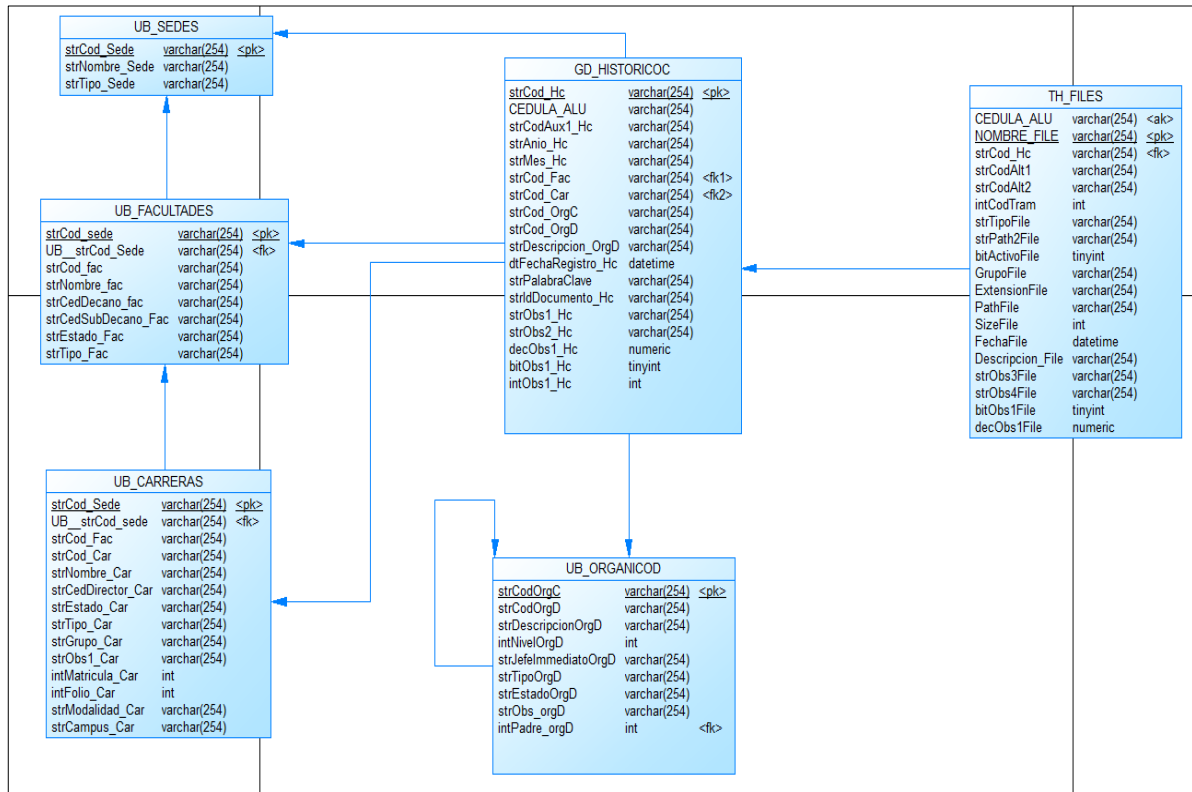 UB_SEDES
strCod_Sede varchar(254) <pk>
strNombre_Sede varchar(254)
strTipo_Sede varchar(254)
UB_FACULTADES
strCod_sede varchar(254) <pk>
UB__strCod_Sede varchar(254) <fk>
strCod_fac varchar(254)
strNombre_fac varchar(254)
strCedDecano_fac varchar(254)
strCedSubDecano_Fac varchar(254)
strEstado_Fac varchar(254)
strTipo_Fac varchar(254)
UB_CARRERAS
strCod_Sede varchar(254) <pk>
UB__strCod_sede varchar(254) <fk>
strCod_Fac varchar(254)
strCod_Car varchar(254)
strNombre_Car varchar(254)
strCedDirector_Car varchar(254)
strEstado_Car varchar(254)
strTipo_Car varchar(254)
strGrupo_Car varchar(254)
strObs1_Car varchar(254)
intMatricula_Car int
intFolio_Car int
strModalidad_Car varchar(254)
strCampus_Car varchar(254)
GD_HISTORICOC
strCod_Hc varchar(254) <pk>
CEDULA_ALU varchar(254)
strCodAux1_Hc varchar(254)
strAnio_Hc varchar(254)
strMes_Hc varchar(254)
strCod_Fac varchar(254) <fk1>
strCod_Car varchar(254) <fk2>
strCod_OrgC varchar(254)
strCod_OrgD varchar(254)
strDescripcion_OrgD varchar(254)
dtFechaRegistro_Hc datetime
strPalabraClave varchar(254)
strIdDocumento_Hc varchar(254)
strObs1_Hc varchar(254)
strObs2_Hc varchar(254)
decObs1_Hc numeric
bitObs1_Hc tinyint
intObs1_Hc int
UB_ORGANICOD
strCodOrgC varchar(254) <pk>
strCodOrgD varchar(254)
strDescripcionOrgD varchar(254)
intNivelOrgD int
strJefeImmediatoOrgD varchar(254)
strTipoOrgD varchar(254)
strEstadoOrgD varchar(254)
strObs_orgD varchar(254)
intPadre_orgD int <fk>
TH_FILES
CEDULA_ALU varchar(254) <ak>
NOMBRE_FILE varchar(254) <pk>
strCod_Hc varchar(254) <fk>
strCodAlt1 varchar(254)
strCodAlt2 varchar(254)
intCodTram int
strTipoFile varchar(254)
strPath2File varchar(254)
bitActivoFile tinyint
GrupoFile varchar(254)
ExtensionFile varchar(254)
PathFile varchar(254)
SizeFile int
FechaFile datetime
Descripcion_File varchar(254)
strObs3File varchar(254)
strObs4File varchar(254)
bitObs1File tinyint
decObs1File numeric